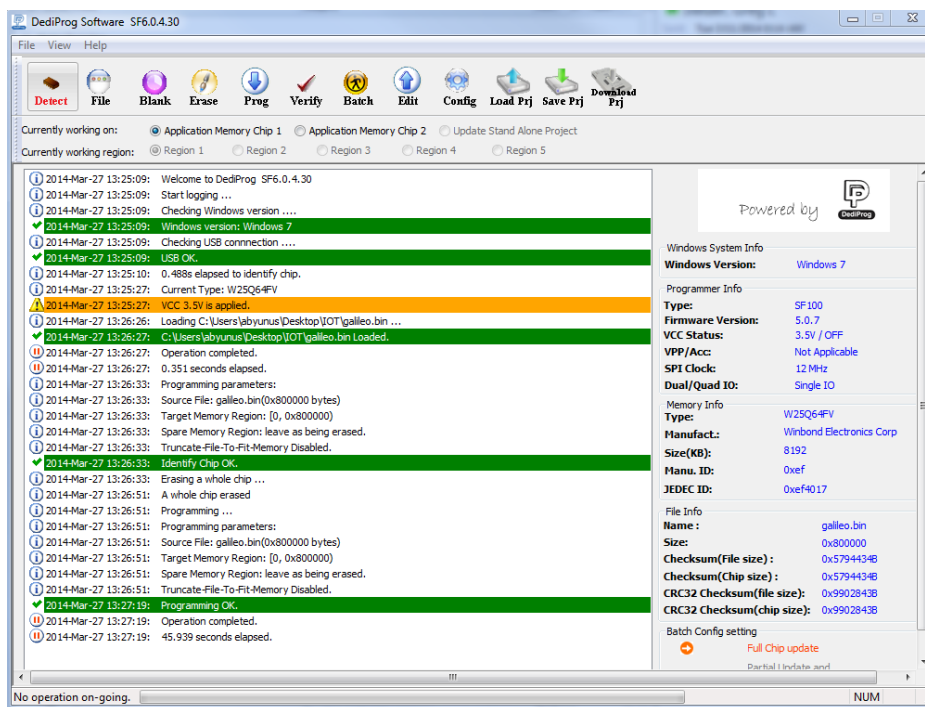 DediProg Software SF6.0.4.30
File View Help
Detect File Blank Erase Prog Verify Batch Edit Config Load Prj Save Prj Download Prj
Currently working on: Application Memory Chip 1 Application Memory Chip 2 Update Stand Alone Project
Currently working region: Region 1 Region 2 Region 3 Region 4 Region 5
2014-Mar-27 13:25:09: Welcome to DediProg SF6.0.4.30
2014-Mar-27 13:25:09: Start logging ...
2014-Mar-27 13:25:09: Checking Windows version ....
2014-Mar-27 13:25:09: Windows version: Windows 7
2014-Mar-27 13:25:09: Checking USB connnection ....
2014-Mar-27 13:25:09: USB OK.
2014-Mar-27 13:25:10: 0.488s elapsed to identify chip.
2014-Mar-27 13:25:27: Current Type: W25Q64FV
2014-Mar-27 13:25:27: VCC 3.5V is applied.
2014-Mar-27 13:26:26: Loading C:\Users\abyunus\Desktop\IOT\galileo.bin ...
2014-Mar-27 13:26:27: C:\Users\abyunus\Desktop\IOT\galileo.bin Loaded.
2014-Mar-27 13:26:27: Operation completed.
2014-Mar-27 13:26:27: 0.351 seconds elapsed.
2014-Mar-27 13:26:33: Programming parameters:
2014-Mar-27 13:26:33: Source File: galileo.bin(0x800000 bytes)
2014-Mar-27 13:26:33: Target Memory Region: [0, 0x800000)
2014-Mar-27 13:26:33: Spare Memory Region: leave as being erased.
2014-Mar-27 13:26:33: Truncate-File-To-Fit-Memory Disabled.
2014-Mar-27 13:26:33: Identify Chip OK.
2014-Mar-27 13:26:33: Erasing a whole chip ...
2014-Mar-27 13:26:51: A whole chip erased
2014-Mar-27 13:26:51: Programming ...
2014-Mar-27 13:26:51: Programming parameters:
2014-Mar-27 13:26:51: Source File: galileo.bin(0x800000 bytes)
2014-Mar-27 13:26:51: Target Memory Region: [0, 0x800000)
2014-Mar-27 13:26:51: Spare Memory Region: leave as being erased.
2014-Mar-27 13:26:51: Truncate-File-To-Fit-Memory Disabled.
2014-Mar-27 13:27:19: Programming OK.
2014-Mar-27 13:27:19: Operation completed.
2014-Mar-27 13:27:19: 45.939 seconds elapsed.
Powered by DediProg
Windows System Info
Windows Version: Windows 7
Programmer Info
Type: SF100
Firmware Version: 5.0.7
VCC Status: 3.5V / OFF
VPP/Acc: Not Applicable
SPI Clock: 12 MHz
Dual/Quad IO: Single IO
Memory Info
Type: W25Q64FV
Manufact.: Winbond Electronics Corp
Size(KB): 8192
Manu. ID: 0xef
JEDEC ID: 0xef4017
File Info
Name : galileo.bin
Size: 0x800000
Checksum(File size) : 0x5794434B
Checksum(Chip size) : 0x5794434B
CRC32 Checksum(file size): 0x9902843B
CRC32 Checksum(chip size): 0x9902843B
Batch Config setting
Full Chip update
Partial Update and
No operation on-going. NUM